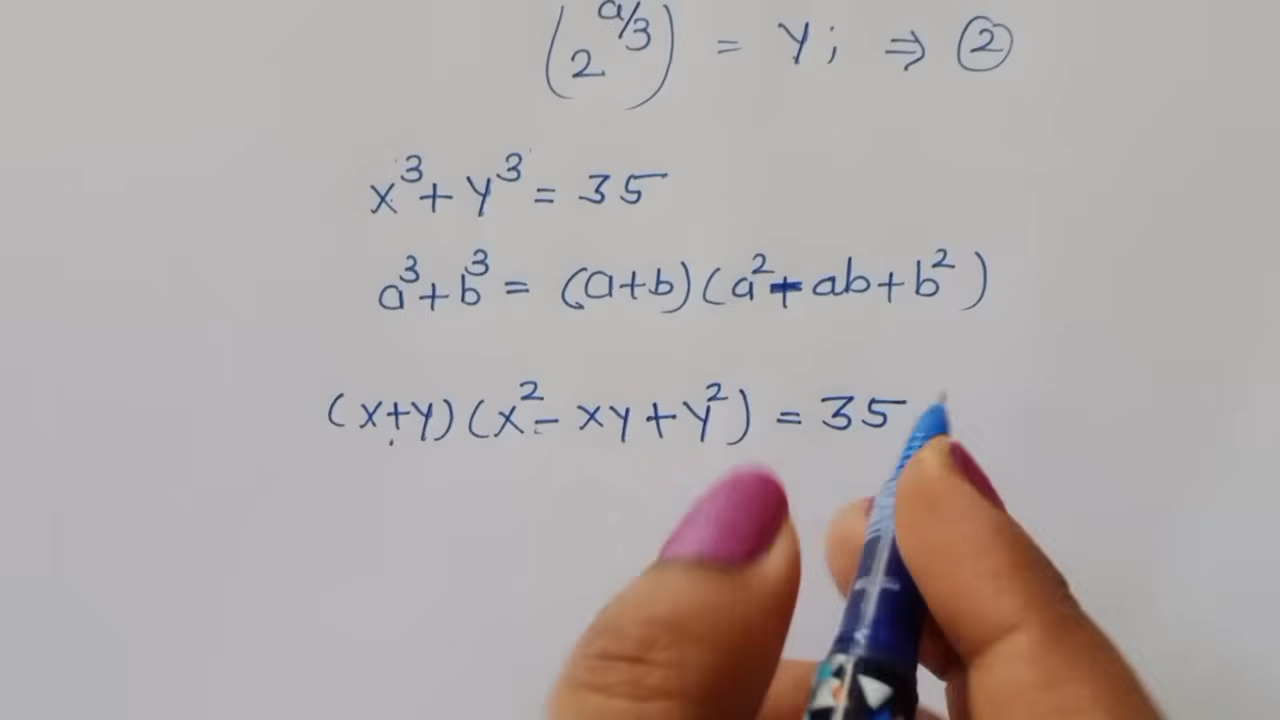 (2^(a/3)) = y; ⇒ ②
x³+y³ = 35
a³+b³ = (a+b)(a²-ab+b²)
(x+y)(x²-xy+y²) = 35